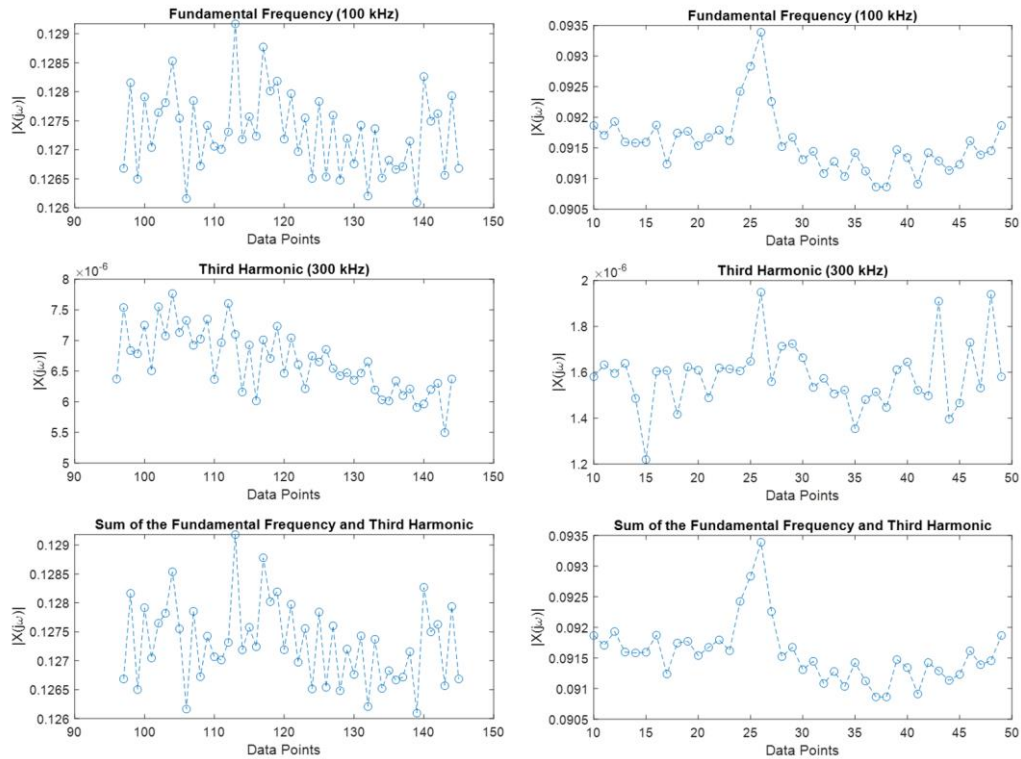 Fundamental Frequency (100 kHz)
0.129
0.1285
0.128
0.1275
0.127
0.1265
0.126
|X(jω)|
90 100 110 120 130 140 150
Data Points
Fundamental Frequency (100 kHz)
0.0935
0.093
0.0925
0.092
0.0915
0.091
0.0905
|X(jω)|
10 15 20 25 30 35 40 45 50
Data Points
Third Harmonic (300 kHz)
×10⁻⁶
8
7.5
7
6.5
6
5.5
5
|X(jω)|
90 100 110 120 130 140 150
Data Points
Third Harmonic (300 kHz)
×10⁻⁶
2
1.8
1.6
1.4
1.2
|X(jω)|
10 15 20 25 30 35 40 45 50
Data Points
Sum of the Fundamental Frequency and Third Harmonic
0.129
0.1285
0.128
0.1275
0.127
0.1265
0.126
|X(jω)|
90 100 110 120 130 140 150
Data Points
Sum of the Fundamental Frequency and Third Harmonic
0.0935
0.093
0.0925
0.092
0.0915
0.091
0.0905
|X(jω)|
10 15 20 25 30 35 40 45 50
Data Points